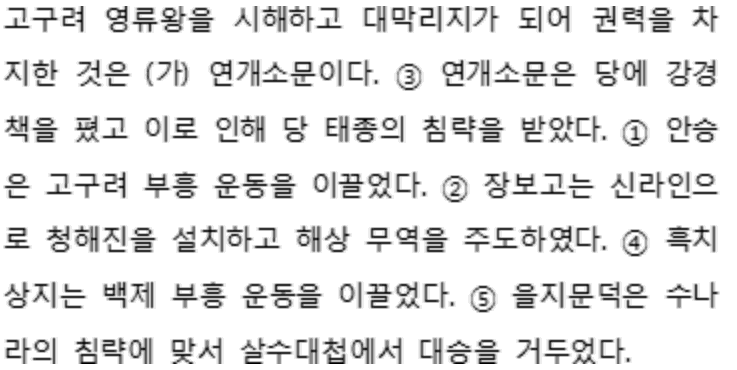 고구려 영류왕을 시해하고 대막리지가 되어 권력을 차
지한 것은 (가) 연개소문이다. ③ 연개소문은 당에 강경
책을 폈고 이로 인해 당 태종의 침략을 받았다. ① 안승
은 고구려 부흥 운동을 이끌었다. ② 장보고는 신라인으
로 청해진을 설치하고 해상 무역을 주도하였다. ④ 흑치
상지는 백제 부흥 운동을 이끌었다. ⑤ 을지문덕은 수나
라의 침략에 맞서 살수대첩에서 대승을 거두었다.